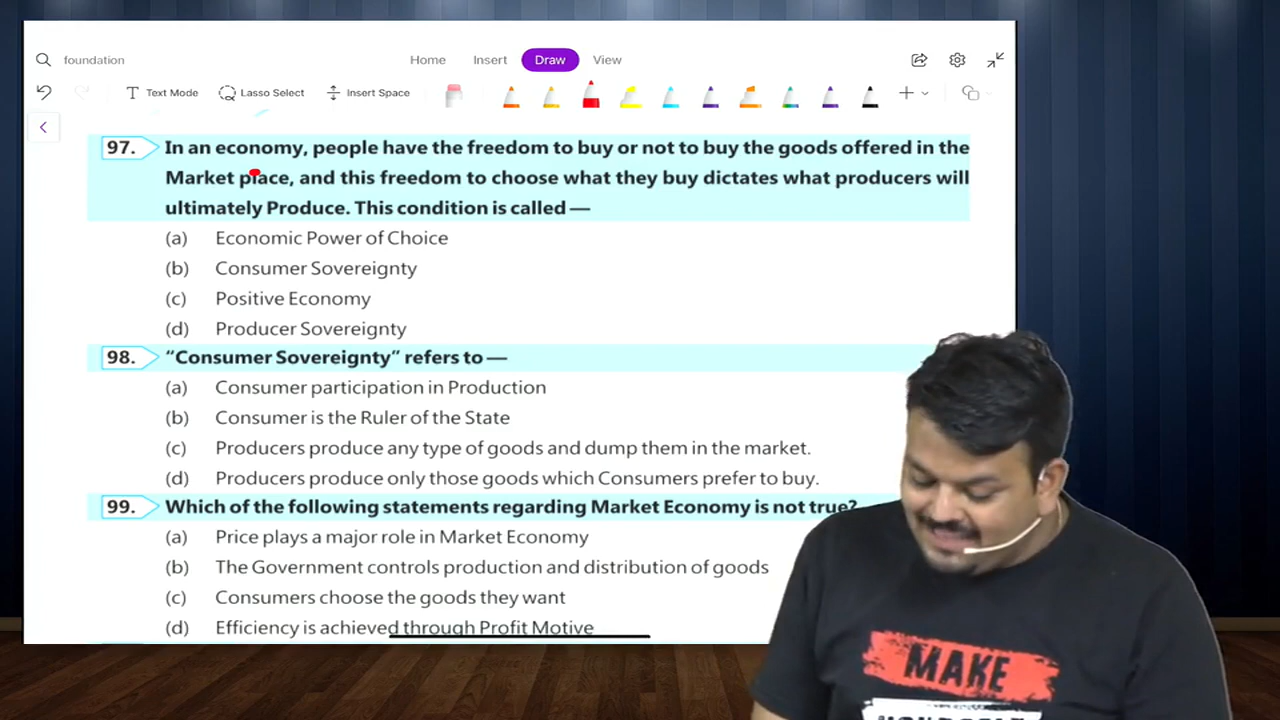 foundation
Home Insert Draw View
Text Mode Lasso Select Insert Space
97. In an economy, people have the freedom to buy or not to buy the goods offered in the
Market place, and this freedom to choose what they buy dictates what producers will
ultimately Produce. This condition is called —
(a) Economic Power of Choice
(b) Consumer Sovereignty
(c) Positive Economy
(d) Producer Sovereignty
98. “Consumer Sovereignty” refers to —
(a) Consumer participation in Production
(b) Consumer is the Ruler of the State
(c) Producers produce any type of goods and dump them in the market.
(d) Producers produce only those goods which Consumers prefer to buy.
99. Which of the following statements regarding Market Economy is not true?
(a) Price plays a major role in Market Economy
(b) The Government controls production and distribution of goods
(c) Consumers choose the goods they want
(d) Efficiency is achieved through Profit Motive
MAKE